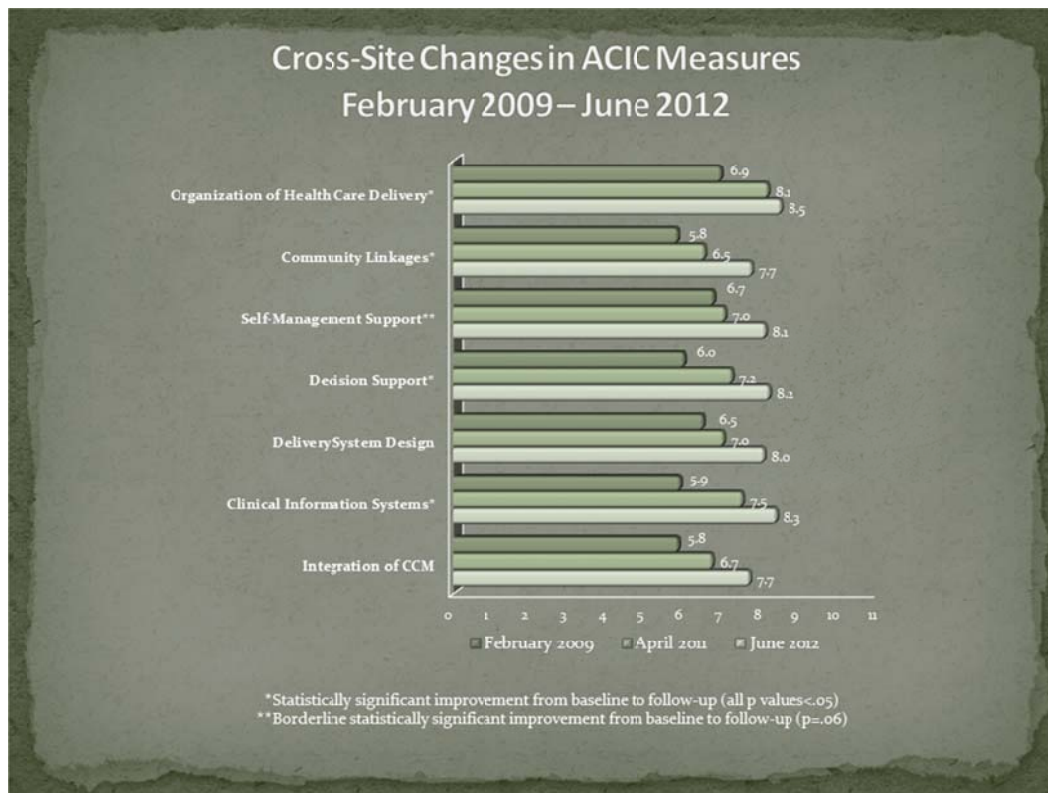 Cross-Site Changes in ACIC Measures
February 2009 – June 2012
Organization of Health Care Delivery*
6.9
8.1
8.5
Community Linkages*
5.8
6.5
7.7
Self-Management Support**
6.7
7.0
8.1
Decision Support*
6.0
7.2
8.1
Delivery System Design
6.5
7.0
8.0
Clinical Information Systems*
5.9
7.5
8.3
Integration of CCM
5.8
6.7
7.7
0 1 2 3 4 5 6 7 8 9 10 11
February 2009 April 2011 June 2012
*Statistically significant improvement from baseline to follow-up (all p values<.05)
**Borderline statistically significant improvement from baseline to follow-up (p=.06)